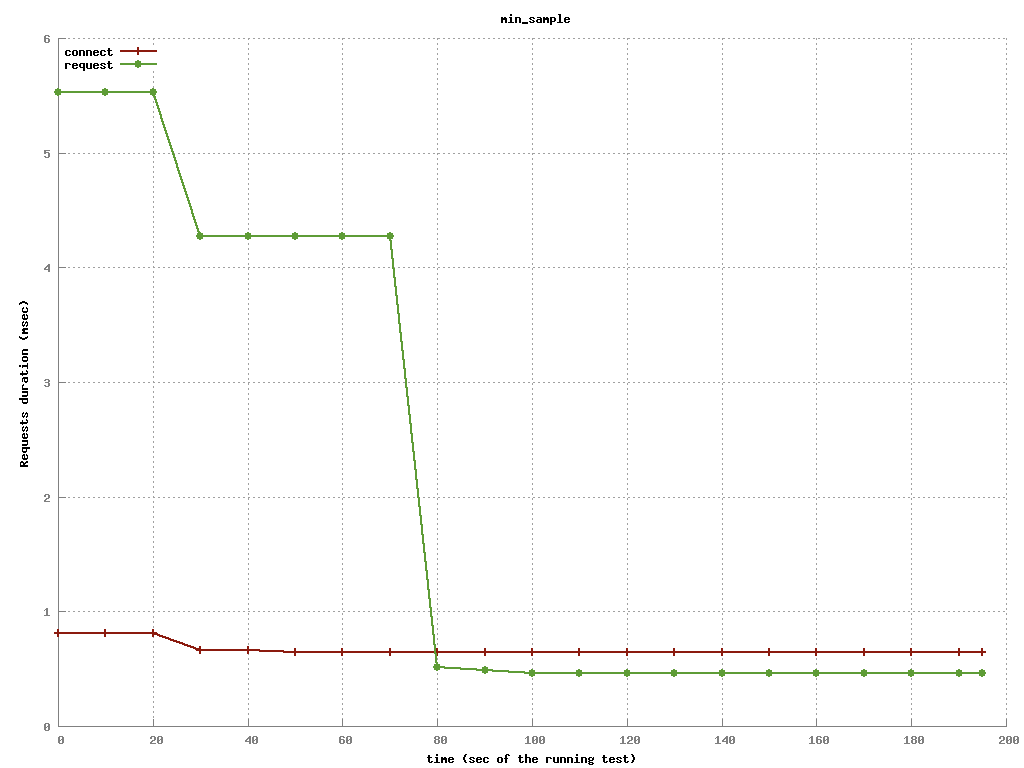 min_sample
connect
request
6
5
4
3
2
1
0
Requests duration (msec)
0 20 40 60 80 100 120 140 160 180 200
time (sec of the running test)